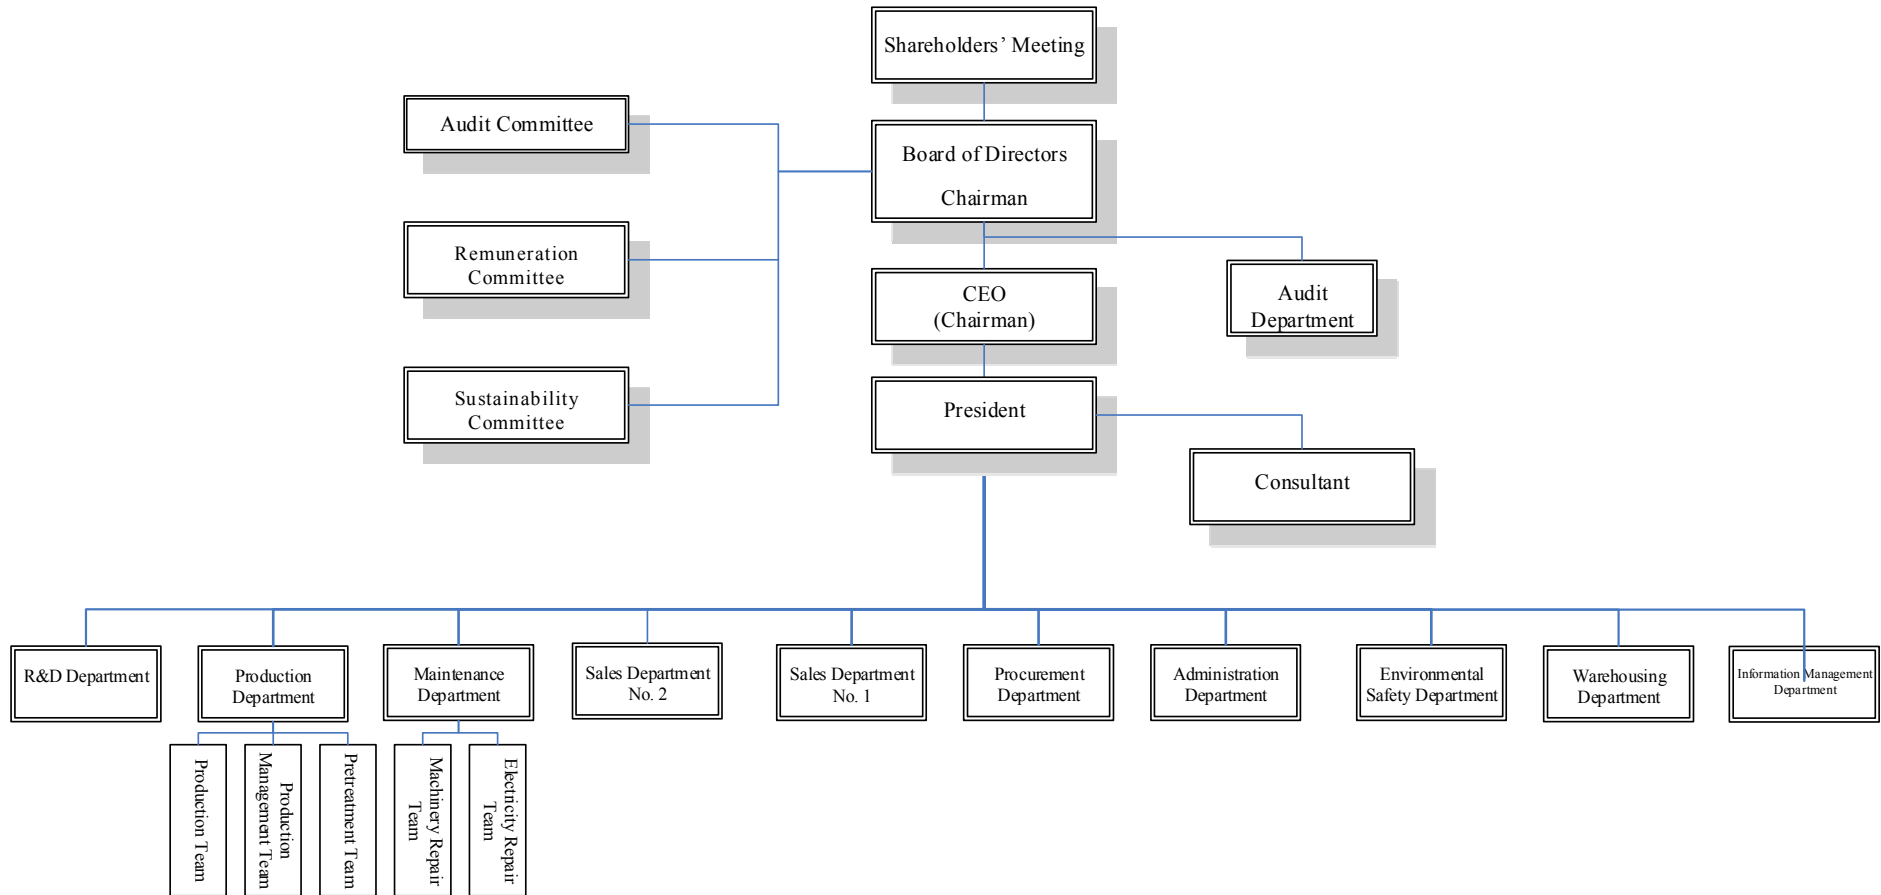 Shareholders’ Meeting
Audit Committee
Board of Directors
Chairman
Remuneration
Committee
CEO
(Chairman)
Audit
Department
Sustainability
Committee
President
Consultant
R&D Department
Production
Department
Maintenance
Department
Sales Department
No. 2
Sales Department
No. 1
Procurement
Department
Administration
Department
Environmental
Safety Department
Warehousing
Department
Information Management
Department
Production Team
Production
Management Team
Pretreatment Team
Machinery Repair
Team
Electricity Repair
Team